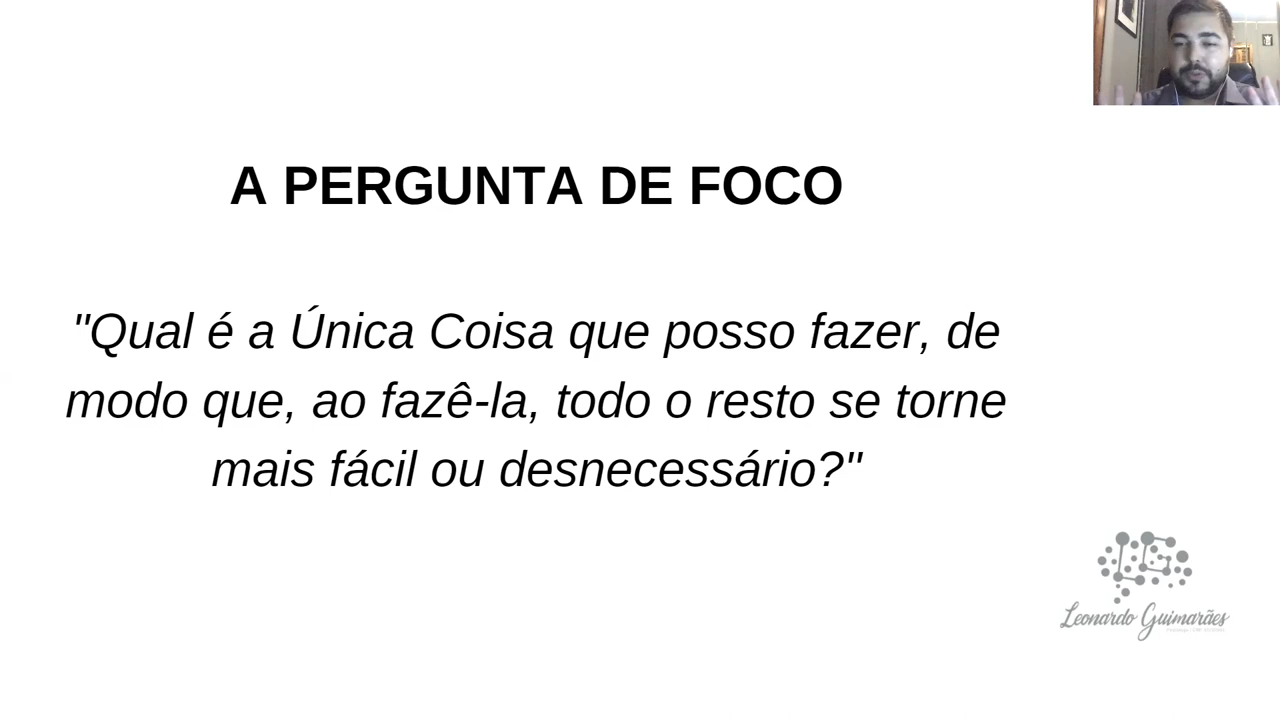 A PERGUNTA DE FOCO
"Qual é a Única Coisa que posso fazer, de
modo que, ao fazê-la, todo o resto se torne
mais fácil ou desnecessário?"
LG
Leonardo Guimarães